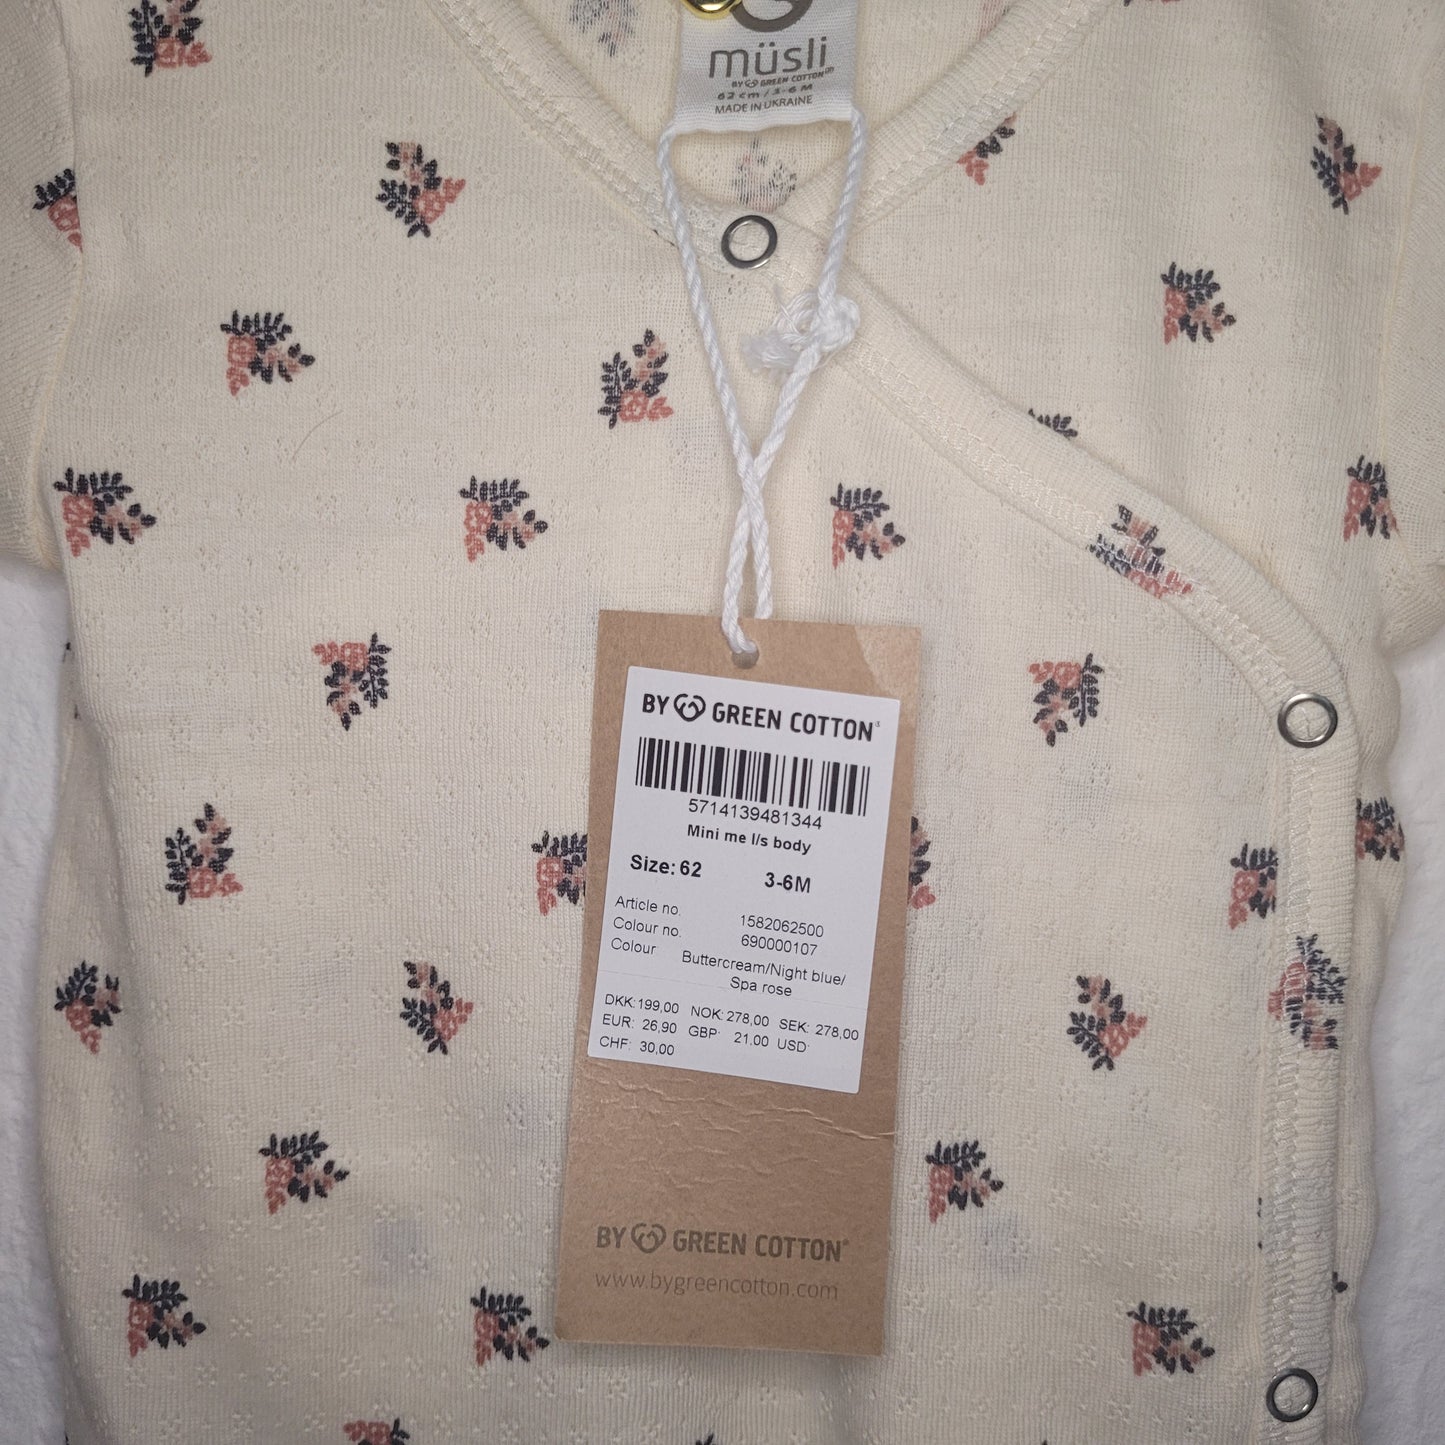 müsli
BY GREEN COTTON
62 cm / 3-6 M
MADE IN UKRAINE
BY GREEN COTTON
5714139481344
Mini me l/s body
Size: 62 3-6M
Article no. 1582062500
Colour no. 690000107
Colour Buttercream/Night blue/
Spa rose
DKK: 199,00 NOK: 278,00 SEK: 278,00
EUR: 26,90 GBP: 21,00 USD:
CHF: 30,00
BY GREEN COTTON®
www.bygreencotton.com